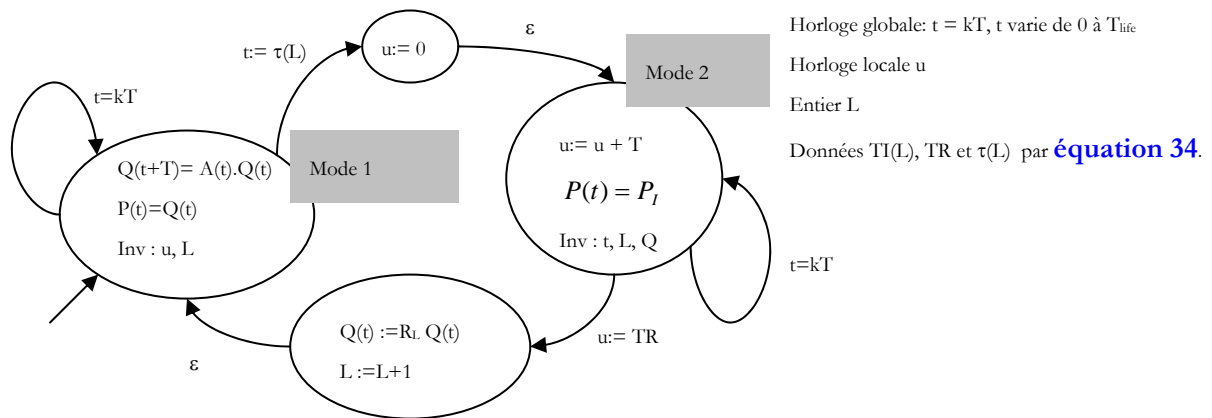 Horloge globale: t = kT, t varie de 0 à Tlife
Horloge locale u
Entier L
Données TI(L), TR et τ(L) par équation 34.
t=kT
Q(t+T)= A(t).Q(t)
P(t)=Q(t)
Inv : u, L
Mode 1
t:= τ(L)
u:= 0
ε
Mode 2
u:= u + T
P(t) = PI
Inv : t, L, Q
t=kT
u:= TR
Q(t) :=RL Q(t)
L :=L+1
ε